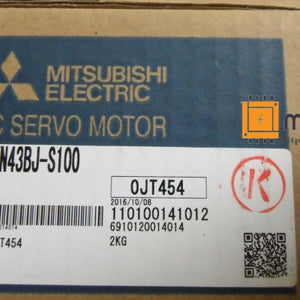 MITSUBISHI
ELECTRIC
C SERVO MOTOR
N43BJ-S100
0JT454
2016/10/08
110100141012
6910120014014
JT454
2KG
K
m